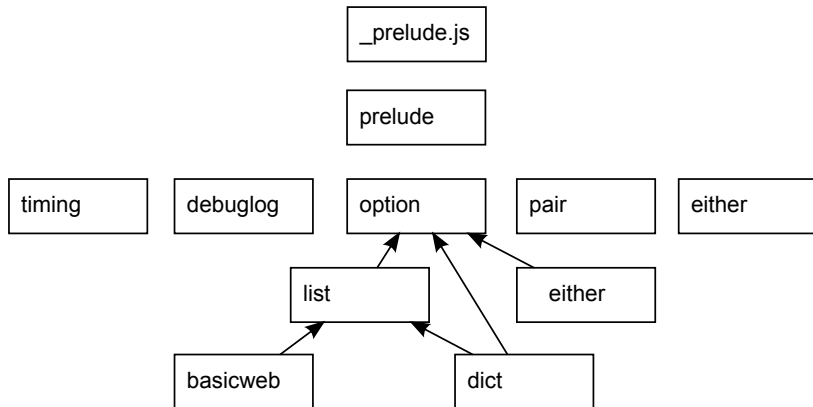 _prelude.js
prelude
timing
debuglog
option
pair
either
list
either
basicweb
dict